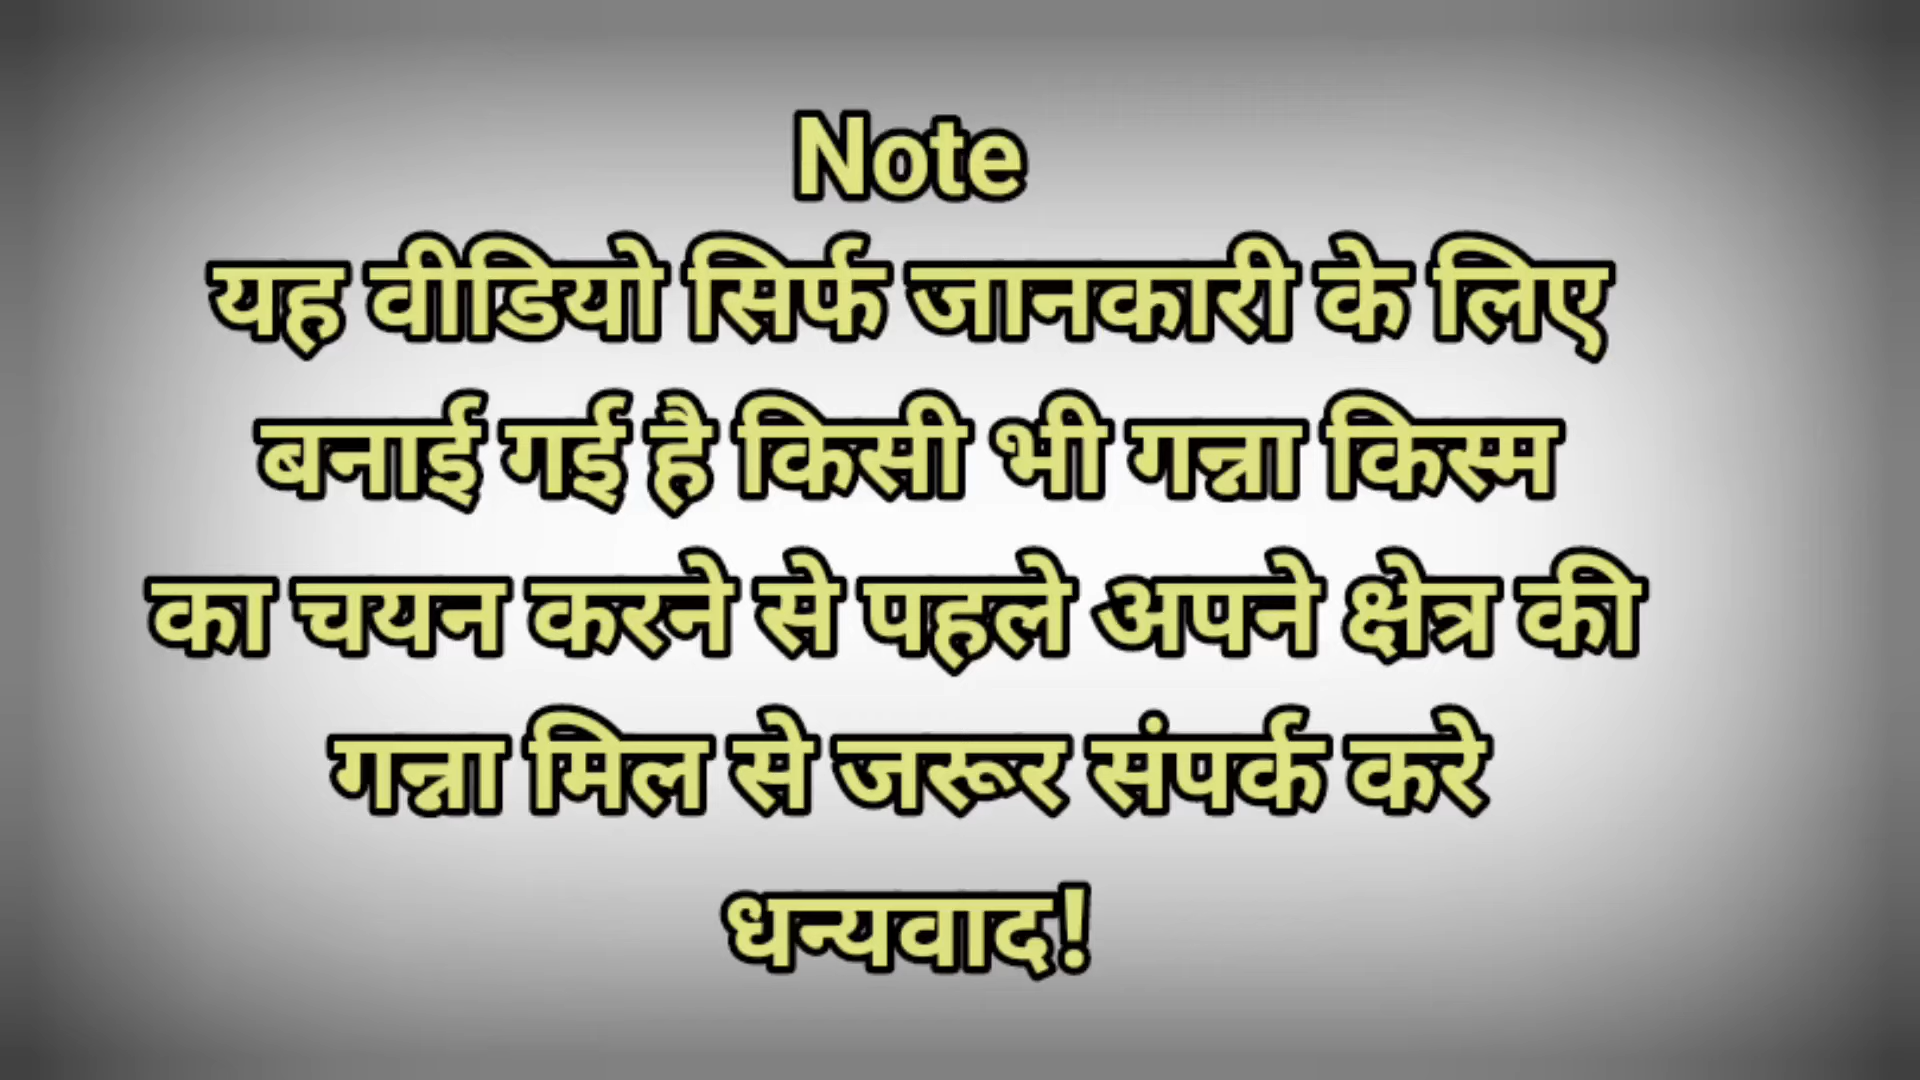 Note
यह वीडियो सिर्फ जानकारी के लिए
बनाई गई है किसी भी गन्ना किस्म
का चयन करने से पहले अपने क्षेत्र की
गन्ना मिल से जरूर संपर्क करे
धन्यवाद!